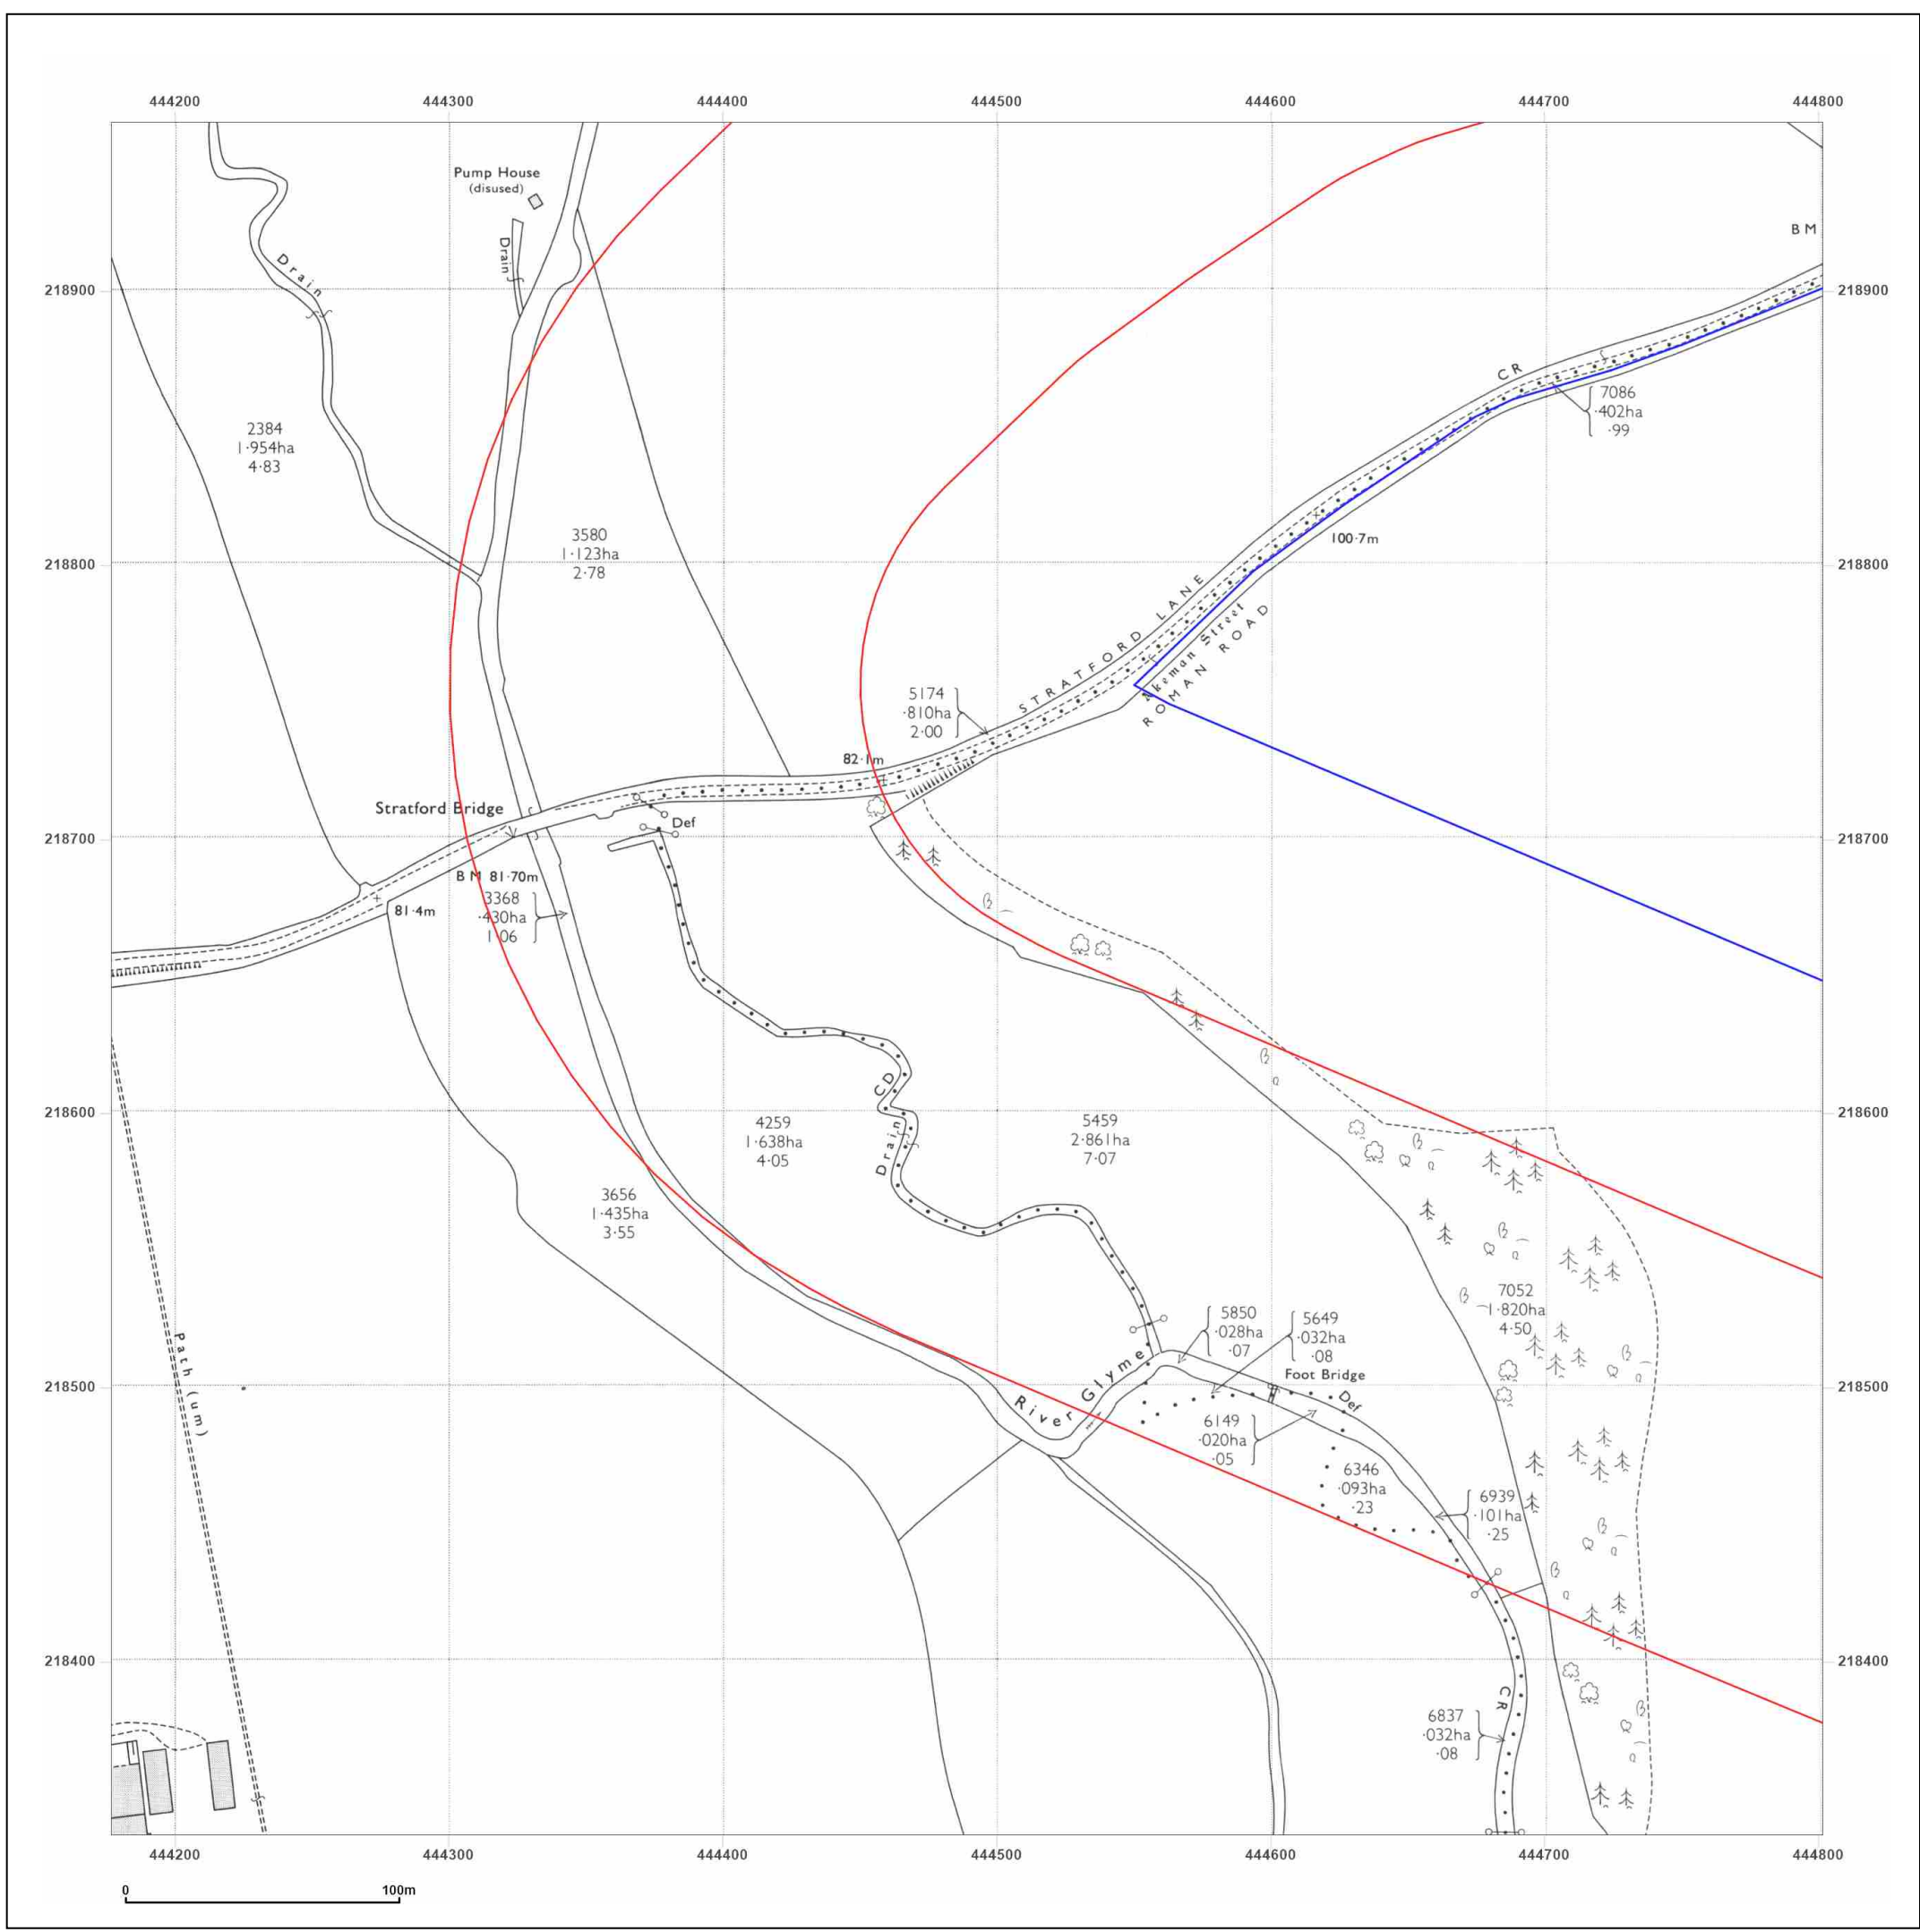 444200 444300 444400 444500 444600 444700 444800
Pump House
(disused)
Drain
Drain
BM
218900 218900
CR
7086
·402ha
·99
2384
1·954ha
4·83
3580
1·123ha
2·78
100·7m
218800 218800
STRATFORD LANE
Akeman Street
ROMAN ROAD
5174
·810ha
2·00
82·1m
Stratford Bridge
Def
218700 218700
BM 81·70m
81·4m
3368
·430ha
1·06
CD
Drain
218600 218600
4259
1·638ha
4·05
5459
2·861ha
7·07
3656
1·435ha
3·55
7052
1·820ha
4·50
5850
·028ha
·07
5649
·032ha
·08
Path (um)
River Glyme
Foot Bridge
Def
218500 218500
6149
·020ha
·05
6346
·093ha
·23
6939
·101ha
·25
218400 218400
CR
6837
·032ha
·08
444200 444300 444400 444500 444600 444700 444800
0 100m